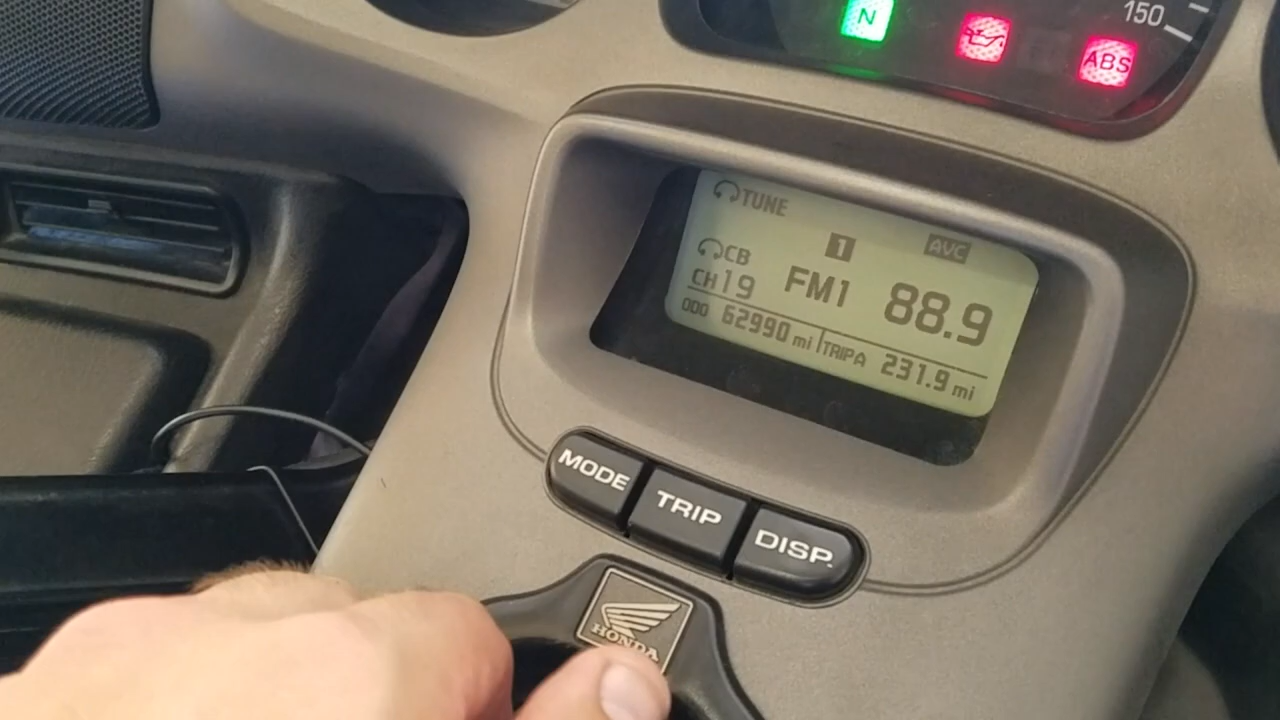 150
N
ABS
TUNE
1 AVC
CB
CH19 FM1 88.9
ODO 62990 mi TRIP A 231.9 mi
MODE TRIP DISP.
HONDA